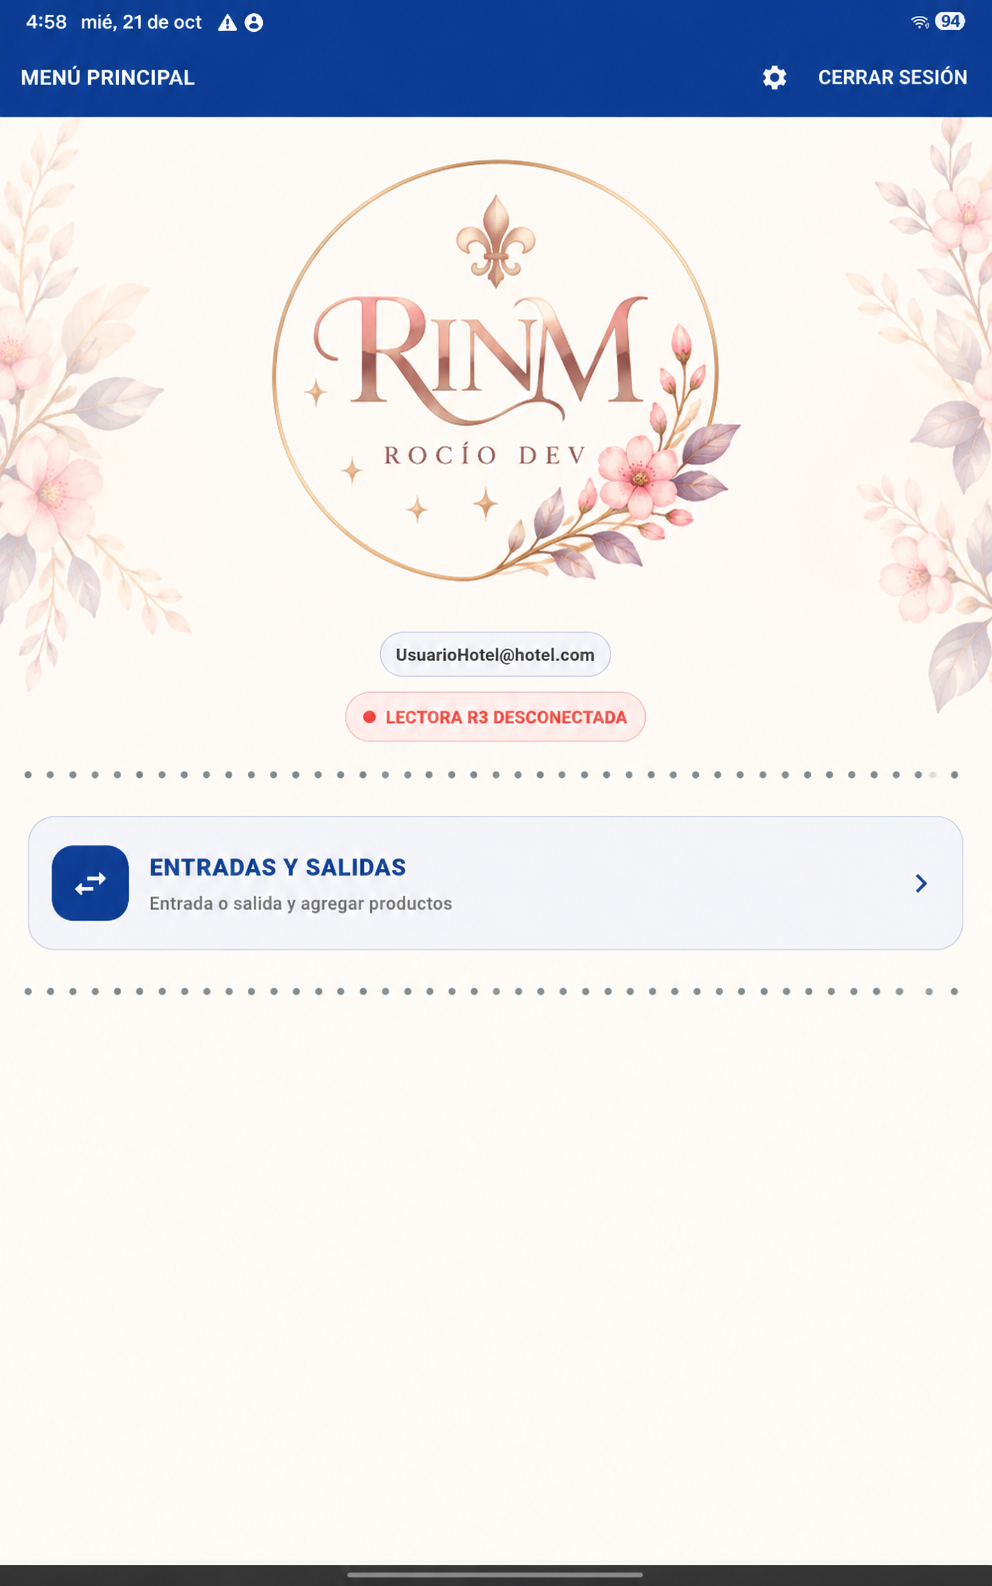 4:58 mié, 21 de oct 94
MENÚ PRINCIPAL CERRAR SESIÓN
RINM
ROCÍO DEV
UsuarioHotel@hotel.com
LECTORA R3 DESCONECTADA
ENTRADAS Y SALIDAS
Entrada o salida y agregar productos